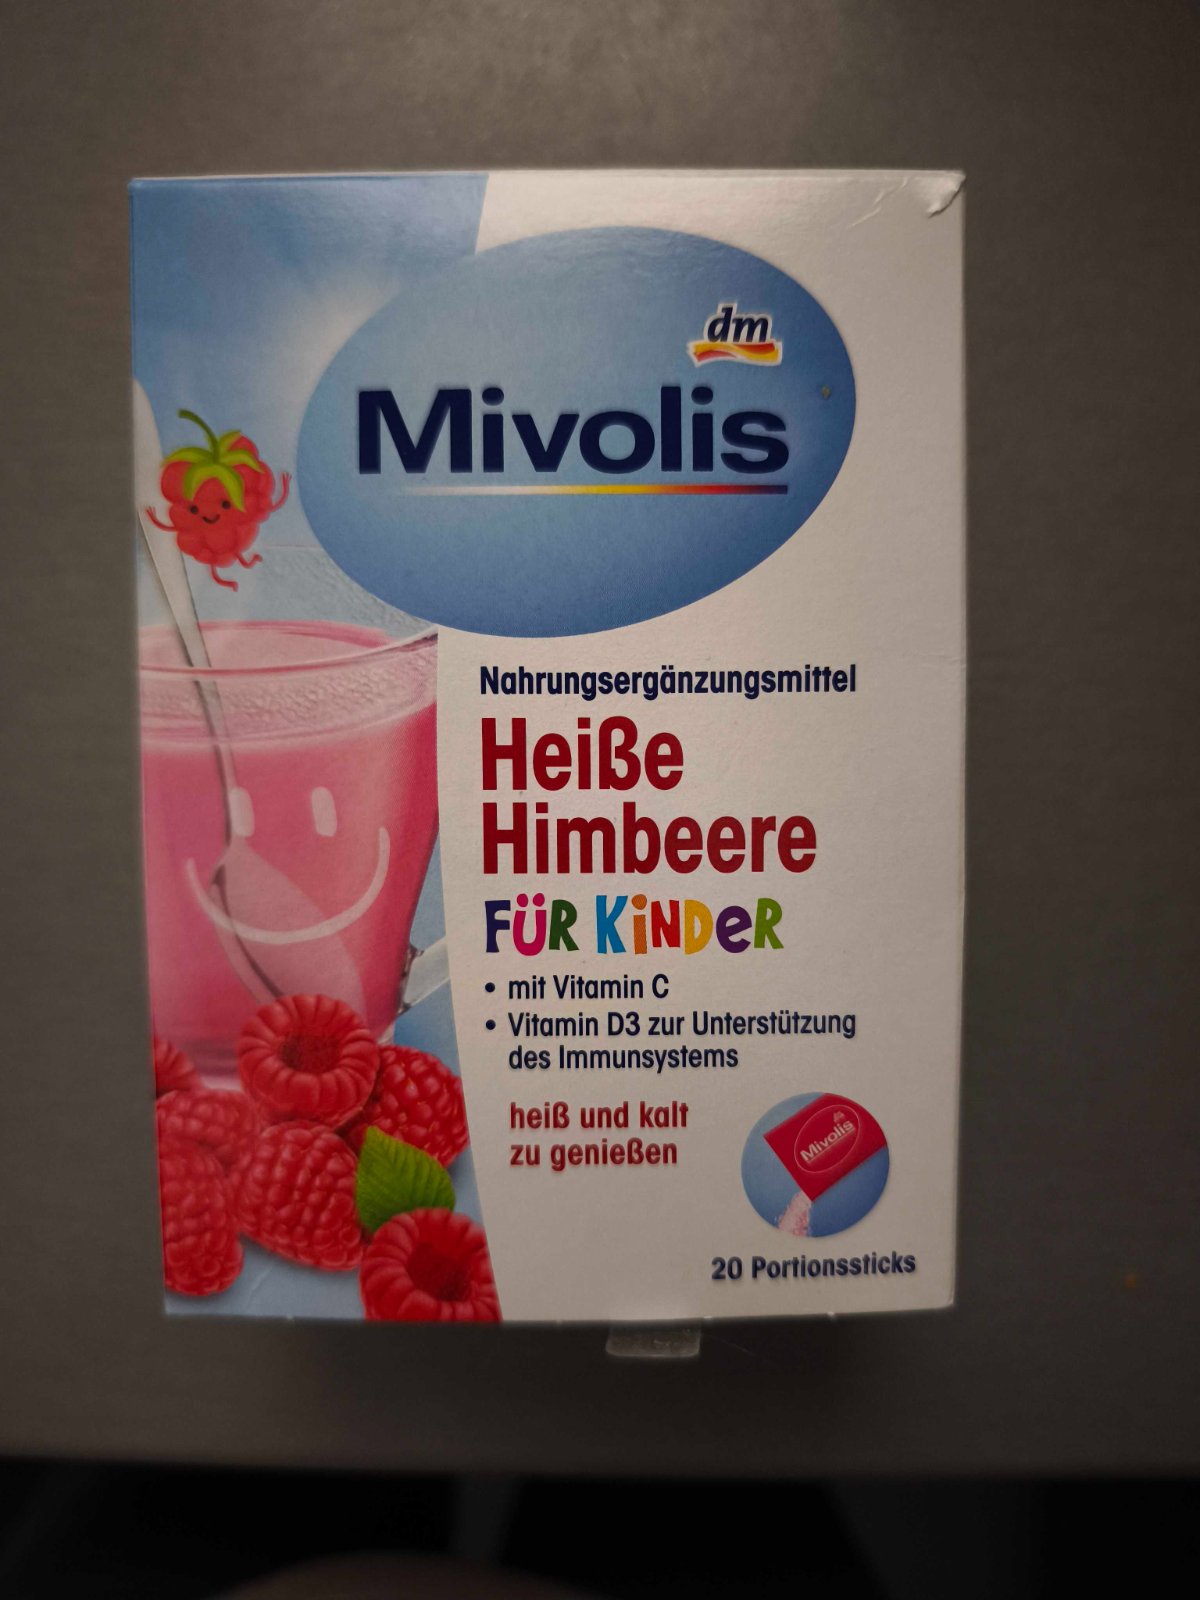 dm
Mivolis
Nahrungsergänzungsmittel
Heiße
Himbeere
FÜR KiNDeR
• mit Vitamin C
• Vitamin D3 zur Unterstützung
des Immunsystems
heiß und kalt
zu genießen
Mivolis
20 Portionssticks